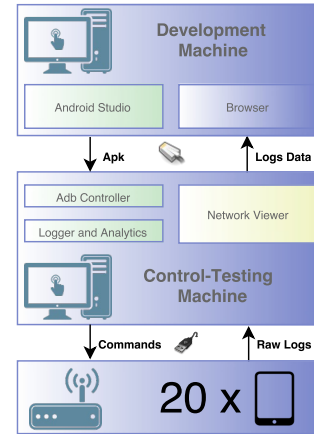 Development
Machine
Android Studio
Browser
Apk
Logs Data
Adb Controller
Network Viewer
Logger and Analytics
Control-Testing
Machine
Commands
Raw Logs
20 x